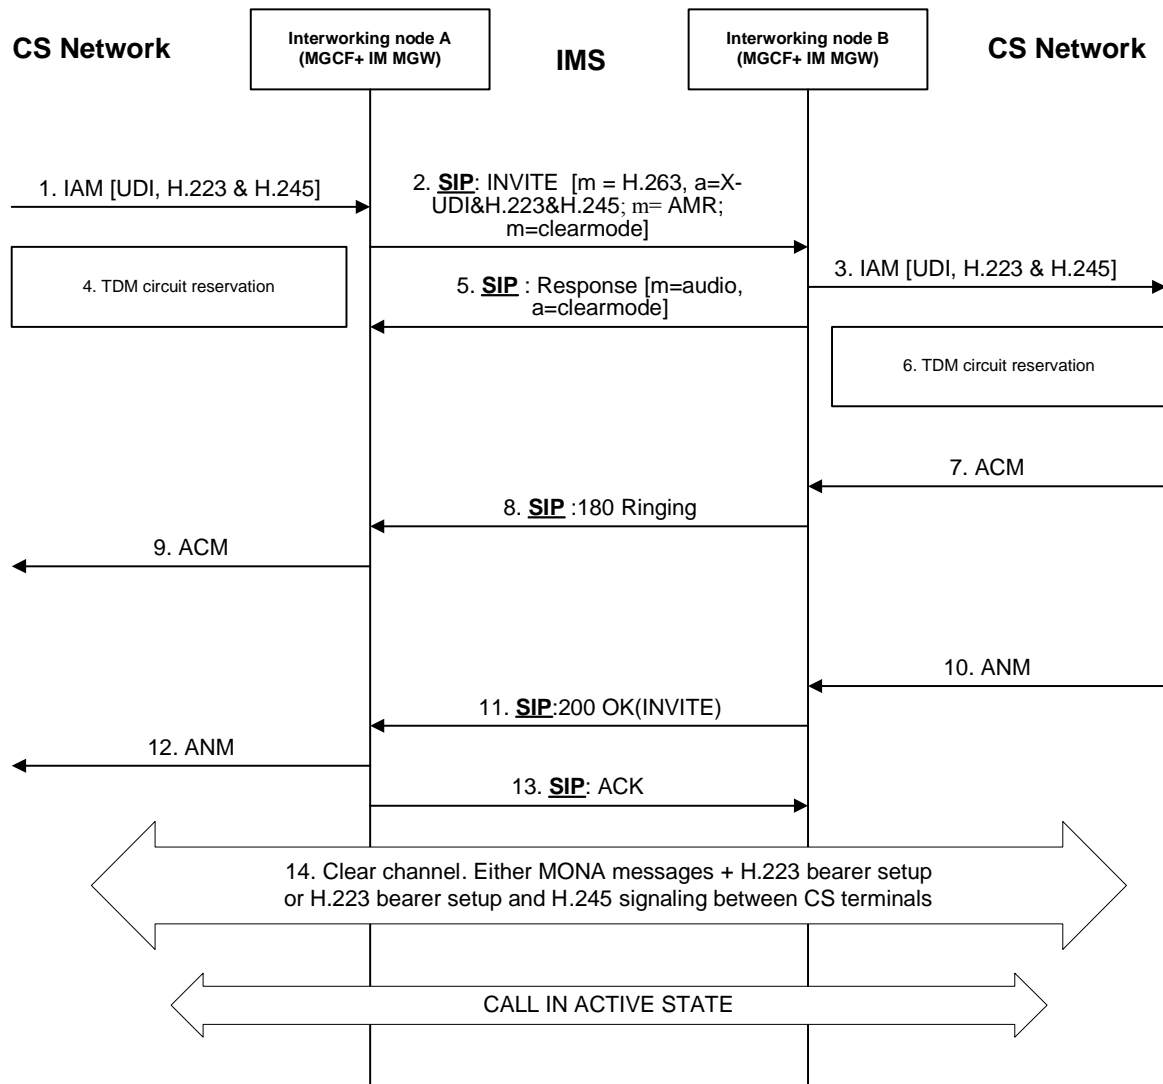 CS Network
Interworking node A
(MGCF+ IM MGW)
IMS
Interworking node B
(MGCF+ IM MGW)
CS Network
1. IAM [UDI, H.223 & H.245]
2. SIP: INVITE [m = H.263, a=X-
UDI&H.223&H.245; m= AMR;
m=clearmode]
3. IAM [UDI, H.223 & H.245]
4. TDM circuit reservation
5. SIP : Response [m=audio,
a=clearmode]
6. TDM circuit reservation
7. ACM
8. SIP :180 Ringing
9. ACM
10. ANM
11. SIP:200 OK(INVITE)
12. ANM
13. SIP: ACK
14. Clear channel. Either MONA messages + H.223 bearer setup
or H.223 bearer setup and H.245 signaling between CS terminals
CALL IN ACTIVE STATE